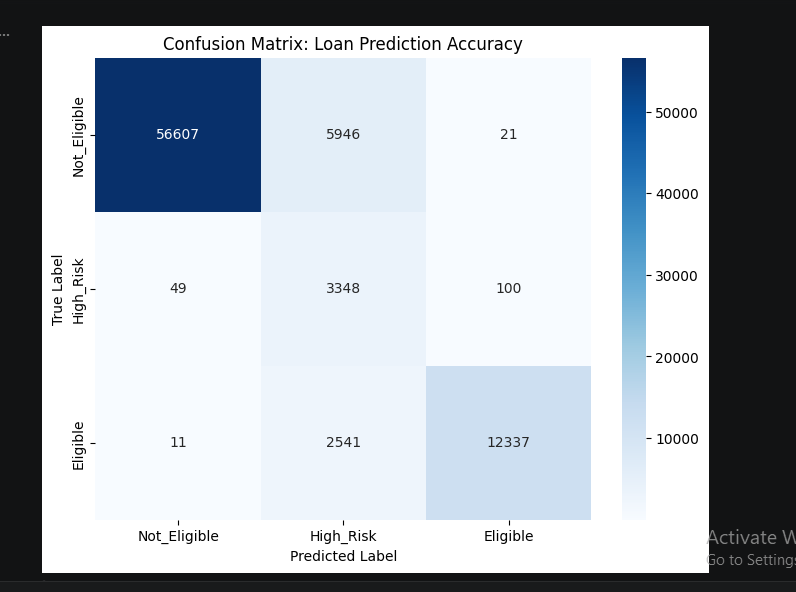 Confusion Matrix: Loan Prediction Accuracy
True Label
Not_Eligible
High_Risk
Eligible
56607 5946 21
49 3348 100
11 2541 12337
Not_Eligible High_Risk Eligible
Predicted Label
50000
40000
30000
20000
10000
Activate W
Go to Settings